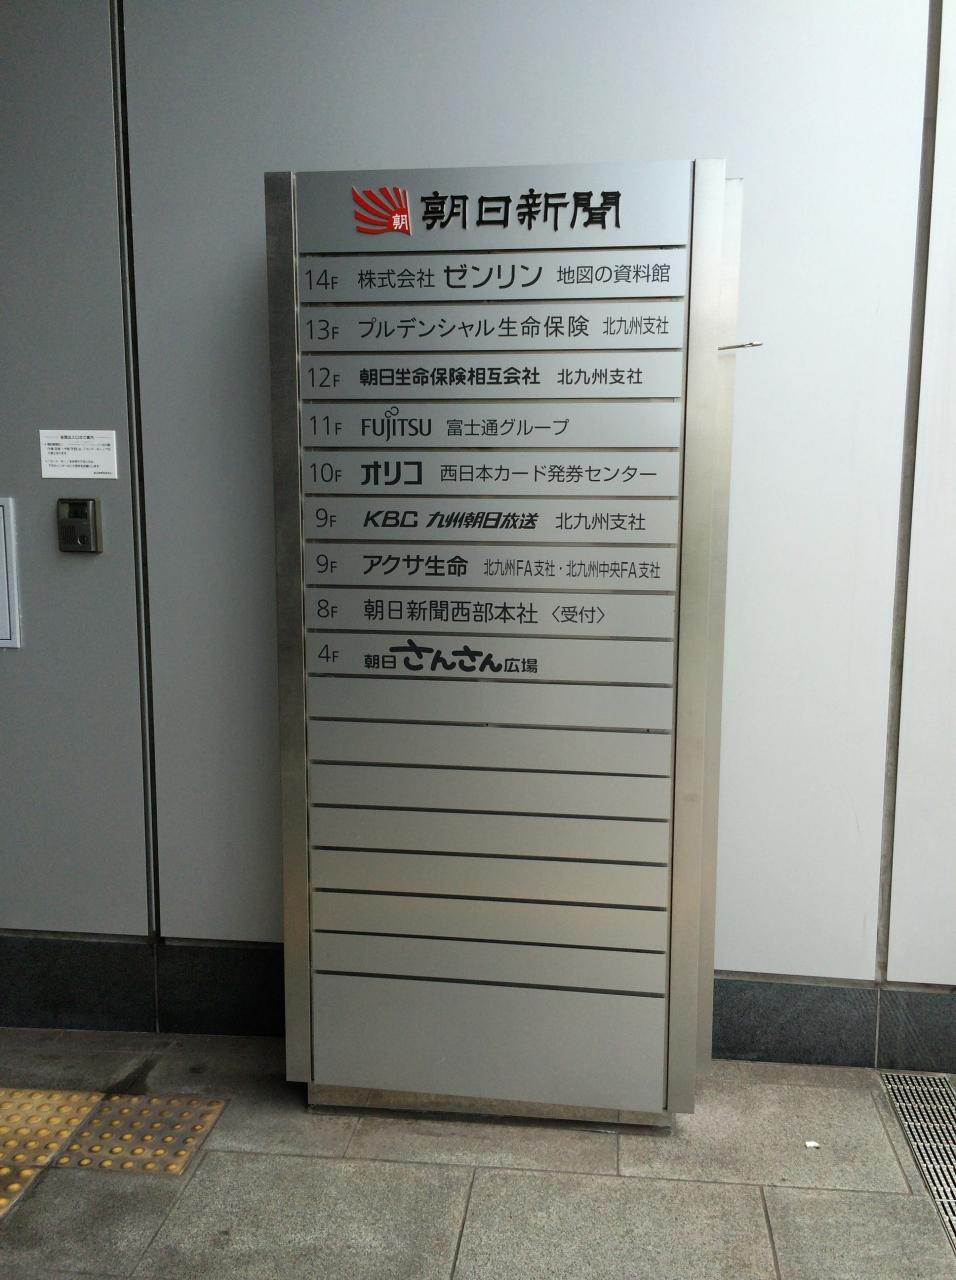 朝 朝日新聞
14F 株式会社 ゼンリン 地図の資料館
13F プルデンシャル生命保険 北九州支社
12F 朝日生命保険相互会社 北九州支社
11F FUJITSU 富士通グループ
10F オリコ 西日本カード発券センター
9F KBC 九州朝日放送 北九州支社
9F アクサ生命 北九州FA支社・北九州中央FA支社
8F 朝日新聞西部本社〈受付〉
4F 朝日さんさん広場